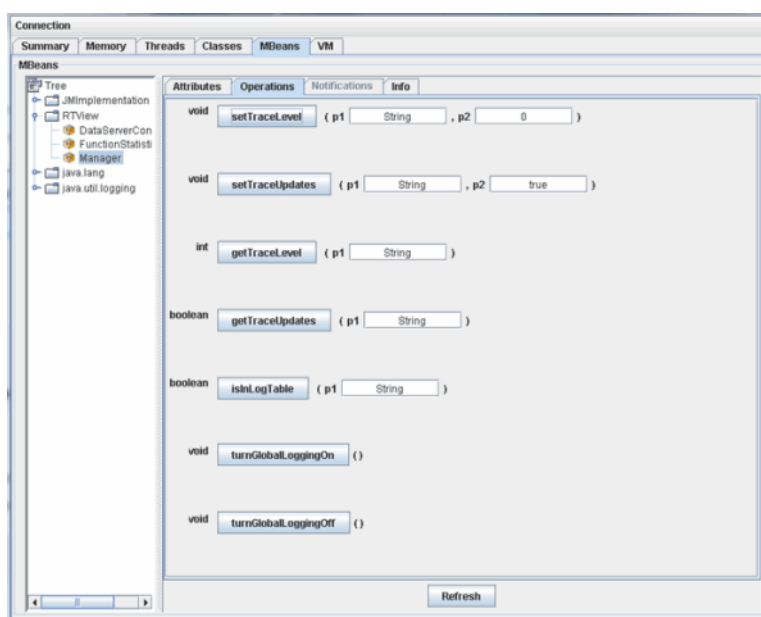 Connection
Summary Memory Threads Classes MBeans VM
MBeans
Tree
JMImplementation
RTView
DataServerCon
FunctionStatisti
Manager
java.lang
java.util.logging
Attributes Operations Notifications Info
void setTraceLevel ( p1 String , p2 0 )
void setTraceUpdates ( p1 String , p2 true )
int getTraceLevel ( p1 String )
boolean getTraceUpdates ( p1 String )
boolean isInLogTable ( p1 String )
void turnGlobalLoggingOn ()
void turnGlobalLoggingOff ()
Refresh